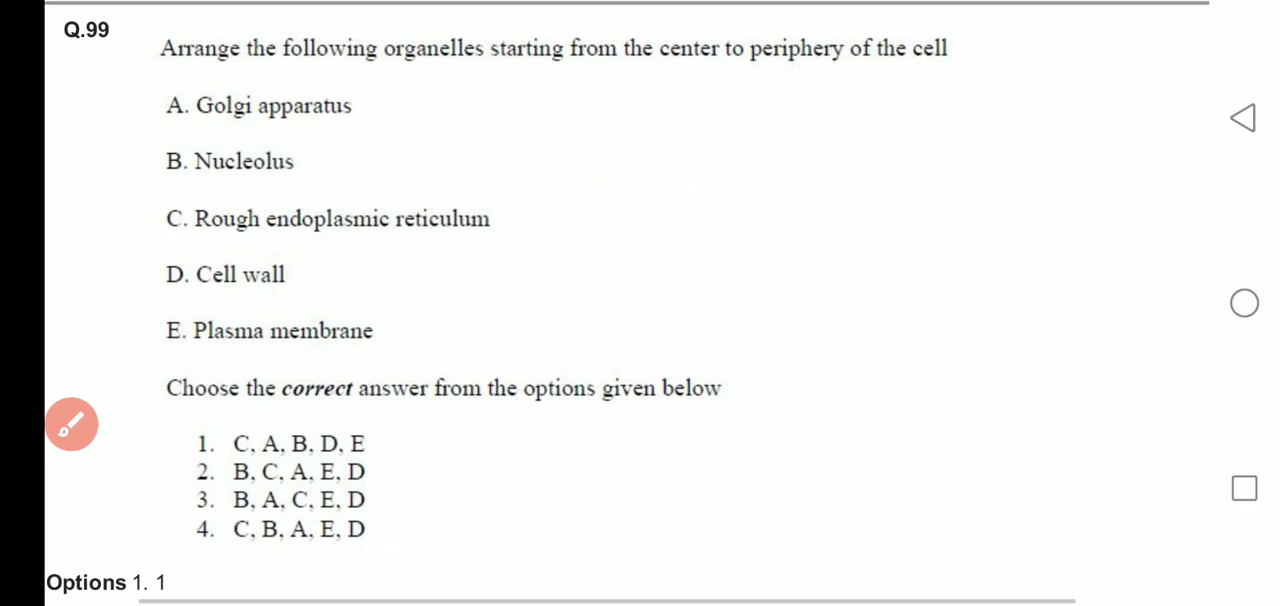 Q.99
Arrange the following organelles starting from the center to periphery of the cell
A. Golgi apparatus
B. Nucleolus
C. Rough endoplasmic reticulum
D. Cell wall
E. Plasma membrane
Choose the correct answer from the options given below
1. C, A, B, D, E
2. B, C, A, E, D
3. B, A, C, E, D
4. C, B, A, E, D
Options 1. 1